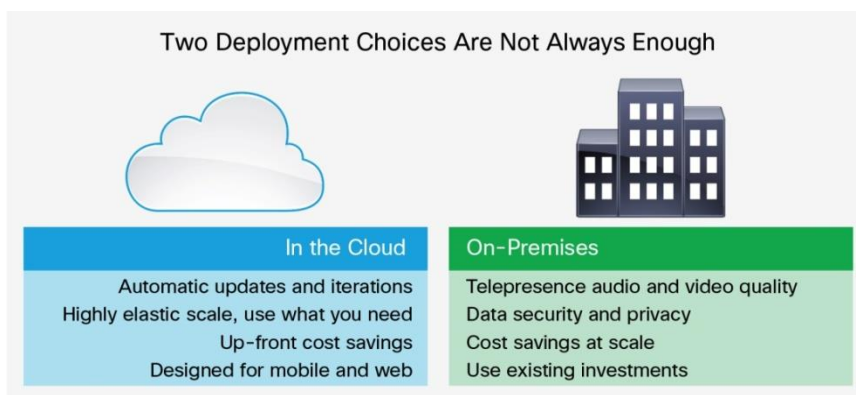 Two Deployment Choices Are Not Always Enough
In the Cloud
Automatic updates and iterations
Highly elastic scale, use what you need
Up-front cost savings
Designed for mobile and web
On-Premises
Telepresence audio and video quality
Data security and privacy
Cost savings at scale
Use existing investments